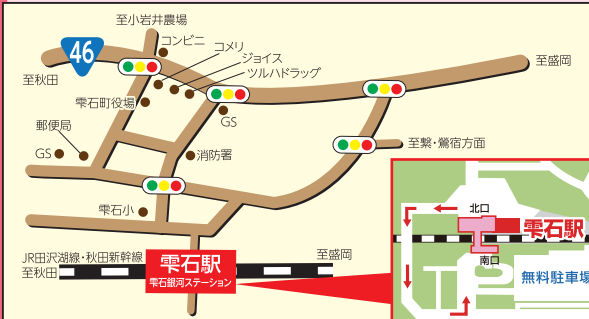 至小岩井農場
46
コンビニ
コメリ
ジョイス
ツルハドラッグ
至盛岡
至秋田
雫石町役場
GS
郵便局
GS
消防署
至繋・鶯宿方面
雫石小
JR田沢湖線・秋田新幹線
至秋田
雫石駅
雫石銀河ステーション
至盛岡
北口
雫石駅
南口
無料駐車場